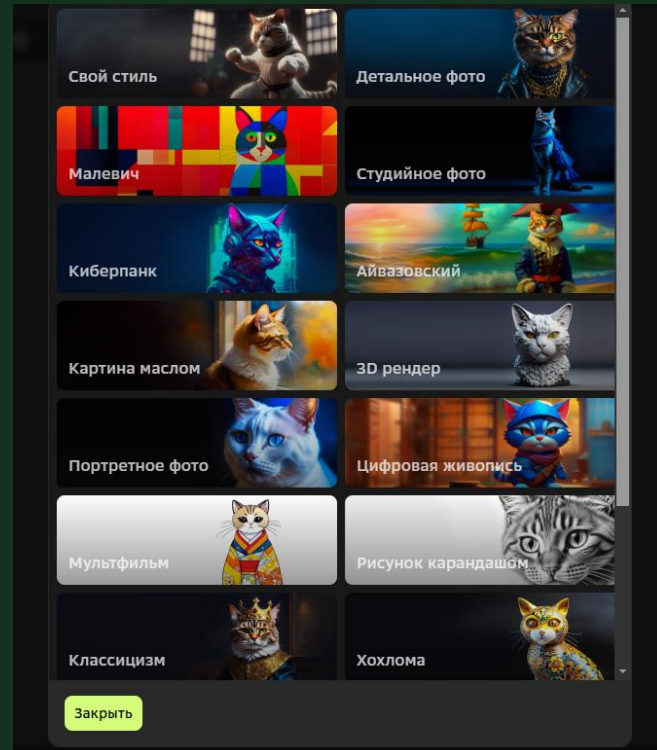 Свой стиль
Детальное фото
Малевич
Студийное фото
Киберпанк
Айвазовский
Картина маслом
3D рендер
Портретное фото
Цифровая живопись
Мультфильм
Рисунок карандашом
Классицизм
Хохлома
Закрыть